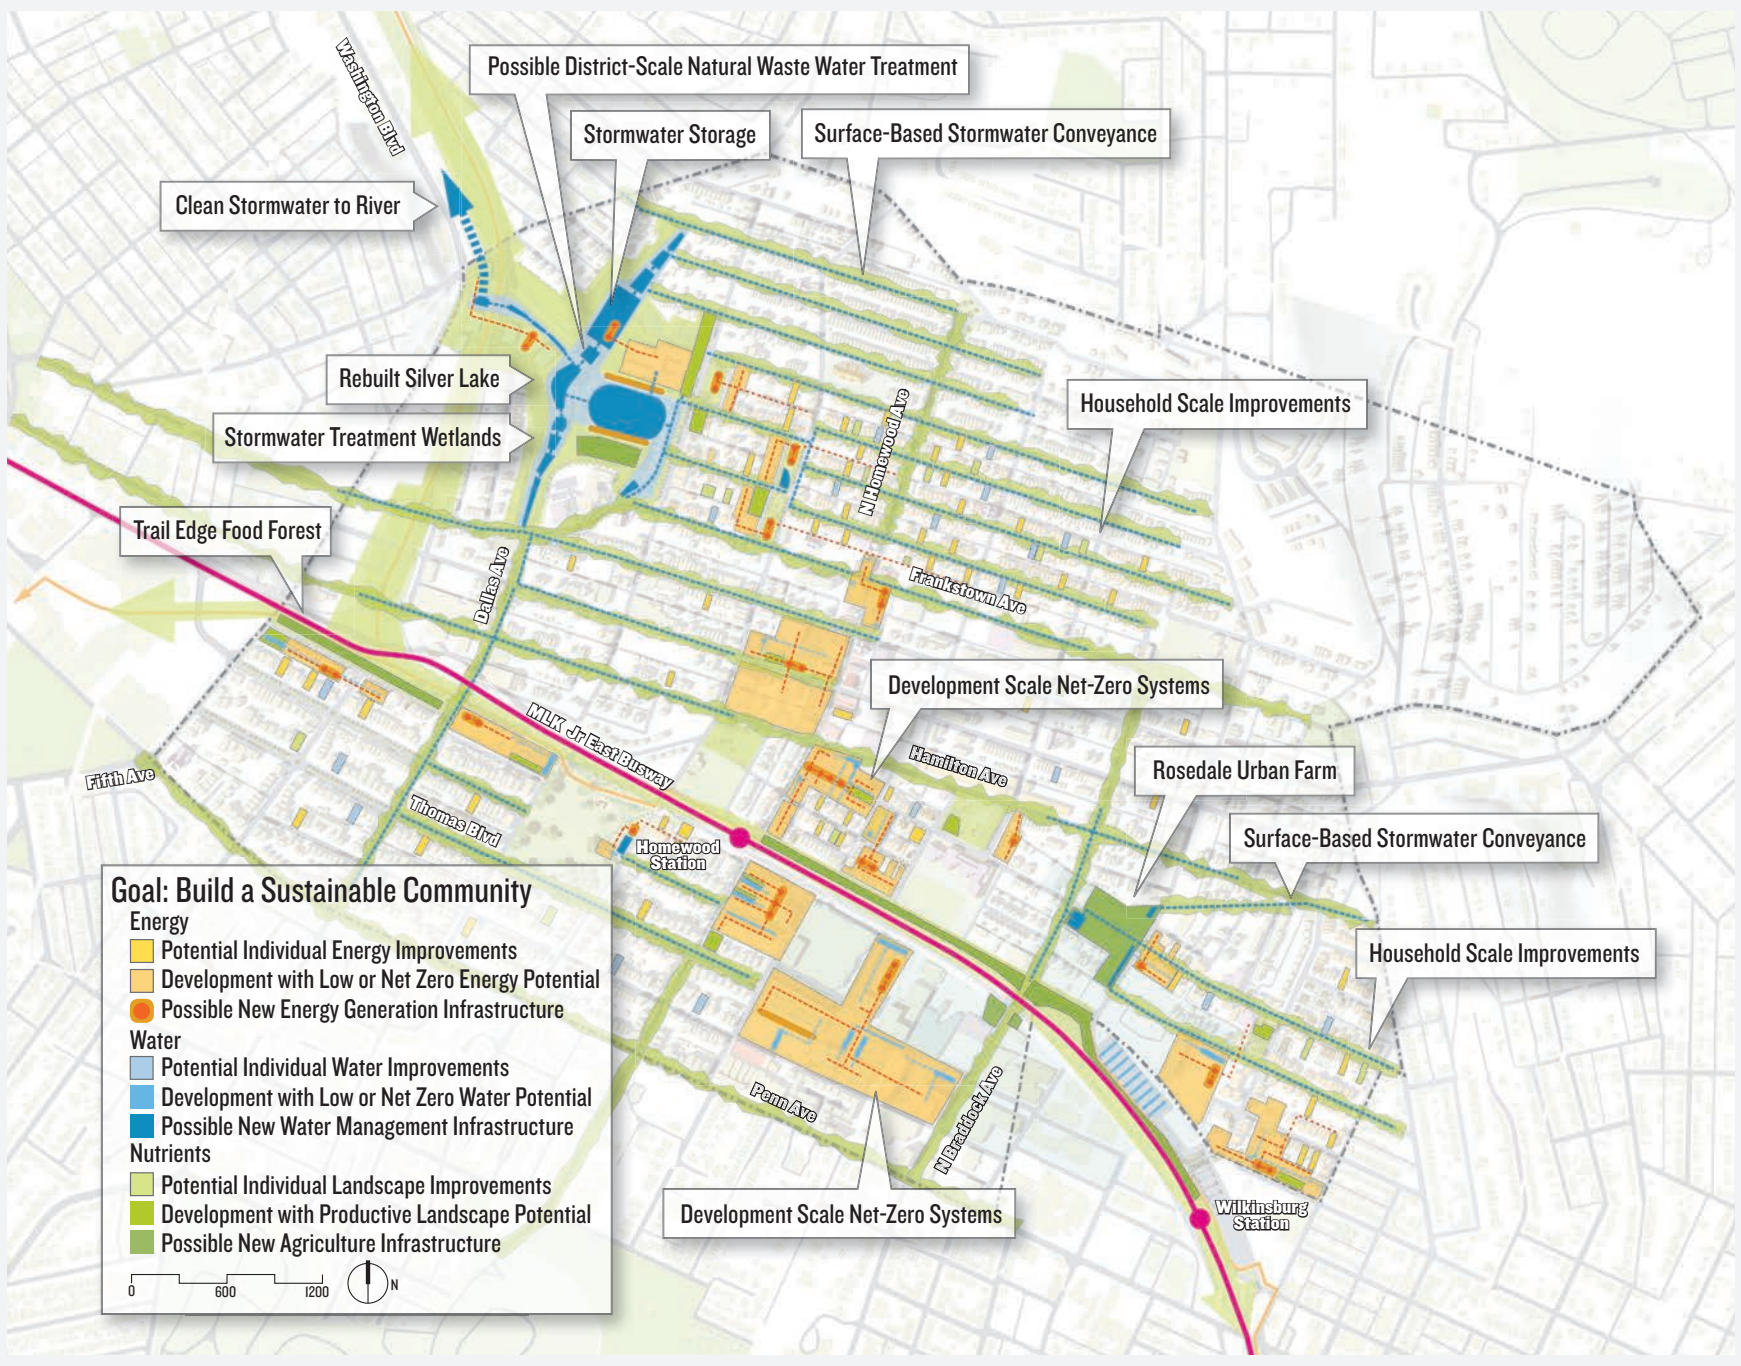 Washington Blvd
Possible District-Scale Natural Waste Water Treatment
Stormwater Storage
Surface-Based Stormwater Conveyance
Clean Stormwater to River
Rebuilt Silver Lake
Household Scale Improvements
Stormwater Treatment Wetlands
N Homewood Ave
Trail Edge Food Forest
Dallas Ave
Frankstown Ave
Development Scale Net-Zero Systems
MLK Jr East Busway
Hamilton Ave
Rosedale Urban Farm
Fifth Ave
Thomas Blvd
Surface-Based Stormwater Conveyance
Homewood
Station
Household Scale Improvements
Goal: Build a Sustainable Community
Energy
Potential Individual Energy Improvements
Development with Low or Net Zero Energy Potential
Possible New Energy Generation Infrastructure
Water
Potential Individual Water Improvements
Development with Low or Net Zero Water Potential
Possible New Water Management Infrastructure
Nutrients
Potential Individual Landscape Improvements
Development with Productive Landscape Potential
Possible New Agriculture Infrastructure
0 600 1200
N
Penn Ave
N Braddock Ave
Development Scale Net-Zero Systems
Wilkinsburg
Station